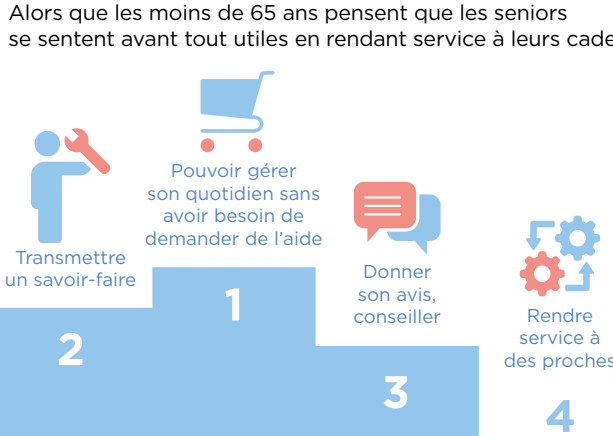 Alors que les moins de 65 ans pensent que les seniors
se sentent avant tout utiles en rendant service à leurs
Transmettre
un savoir-faire
2
Pouvoir gérer
son quotidien sans
avoir besoin de
demander de l'aide
1
Donner
son avis,
conseiller
3
Rendre
service à
des proches
4